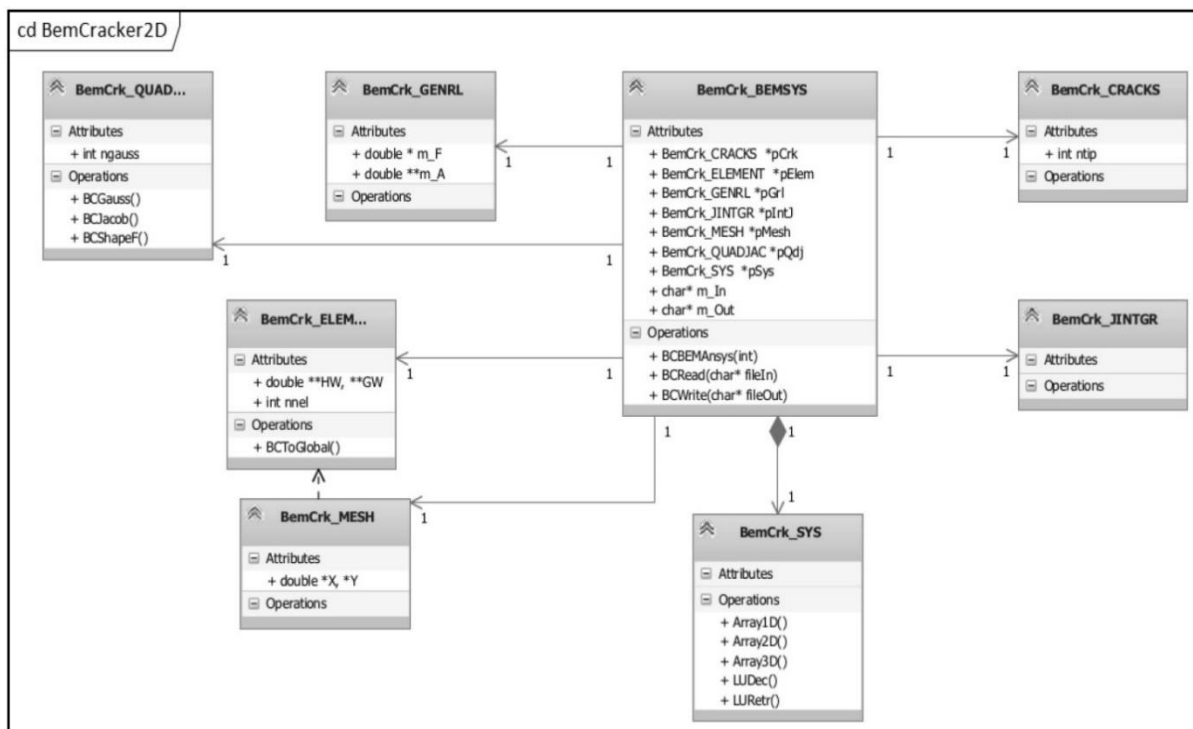 cd BemCracker2D
BemCrk_QUAD...
Attributes
+ int ngauss
Operations
+ BCGauss()
+ BCJacob()
+ BCShapeF()
BemCrk_GENRL
Attributes
+ double * m_F
+ double **m_A
Operations
BemCrk_BEMSYS
Attributes
+ BemCrk_CRACKS *pCrk
+ BemCrk_ELEMENT *pElem
+ BemCrk_GENRL *pGrl
+ BemCrk_JINTGR *pIntJ
+ BemCrk_MESH *pMesh
+ BemCrk_QUADJAC *pQdj
+ BemCrk_SYS *pSys
+ char* m_In
+ char* m_Out
Operations
+ BCBEMAnsys(int)
+ BCRead(char* fileIn)
+ BCWrite(char* fileOut)
BemCrk_CRACKS
Attributes
+ int ntip
Operations
1 1
1 1
1 1
BemCrk_ELEM...
Attributes
+ double **HW, **GW
+ int nnel
Operations
+ BCToGlobal()
BemCrk_JINTGR
Attributes
Operations
1 1
1 1
1
1
1
1
BemCrk_MESH
Attributes
+ double *X, *Y
Operations
BemCrk_SYS
Attributes
Operations
+ Array1D()
+ Array2D()
+ Array3D()
+ LUDec()
+ LURetr()